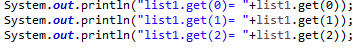 System.out.println("list1.get(0)= "+list1.get(0));
System.out.println("list1.get(1)= "+list1.get(1));
System.out.println("list1.get(2)= "+list1.get(2));